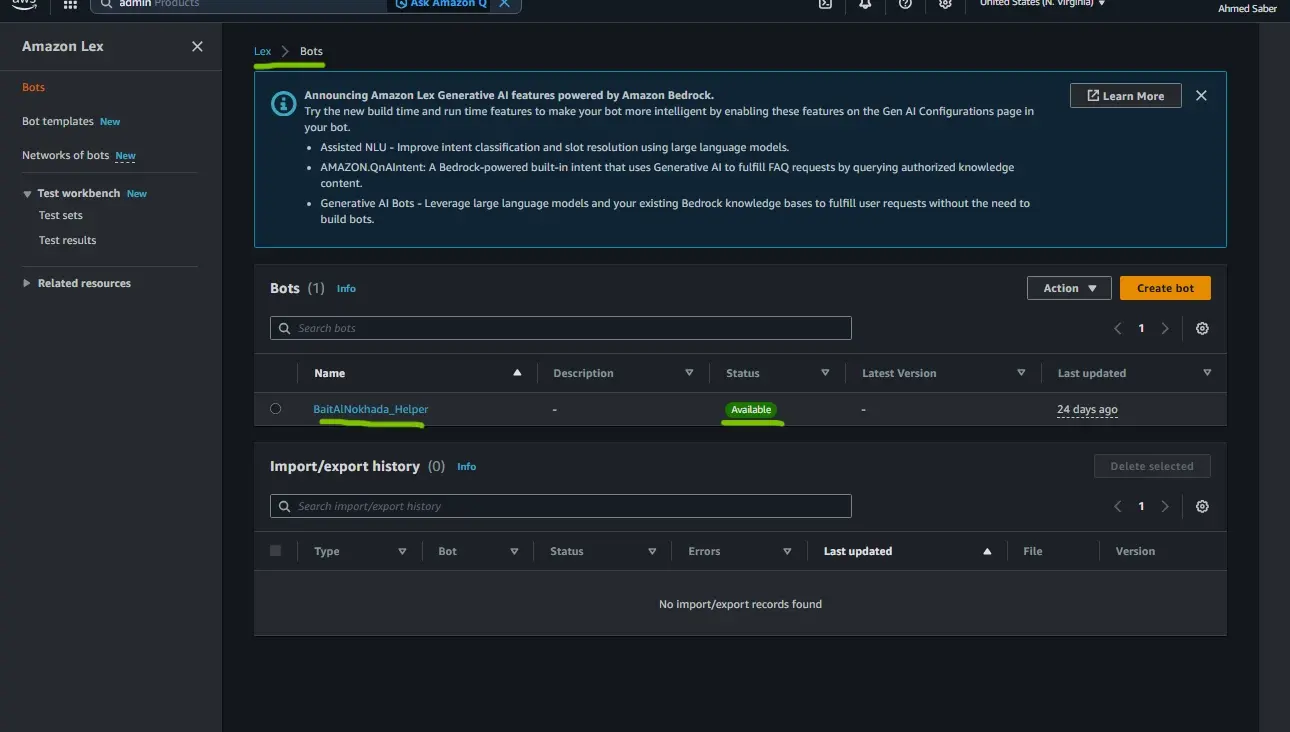 aws
admin Products
Ask Amazon Q
United States (N. Virginia)
Ahmed Saber
Amazon Lex
Bots
Bot templates New
Networks of bots New
Test workbench New
Test sets
Test results
Related resources
Lex > Bots
Announcing Amazon Lex Generative AI features powered by Amazon Bedrock.
Try the new build time and run time features to make your bot more intelligent by enabling these features on the Gen AI Configurations page in
your bot.
• Assisted NLU - Improve intent classification and slot resolution using large language models.
• AMAZON.QnAIntent: A Bedrock-powered built-in intent that uses Generative AI to fulfill FAQ requests by querying authorized knowledge
content.
• Generative AI Bots - Leverage large language models and your existing Bedrock knowledge bases to fulfill user requests without the need to
build bots.
Learn More
Bots (1) Info
Action
Create bot
Search bots
1
Name Description Status Latest Version Last updated
BaitAlNokhada_Helper - Available - 24 days ago
Import/export history (0) Info
Delete selected
Search import/export history
1
Type Bot Status Errors Last updated File Version
No import/export records found